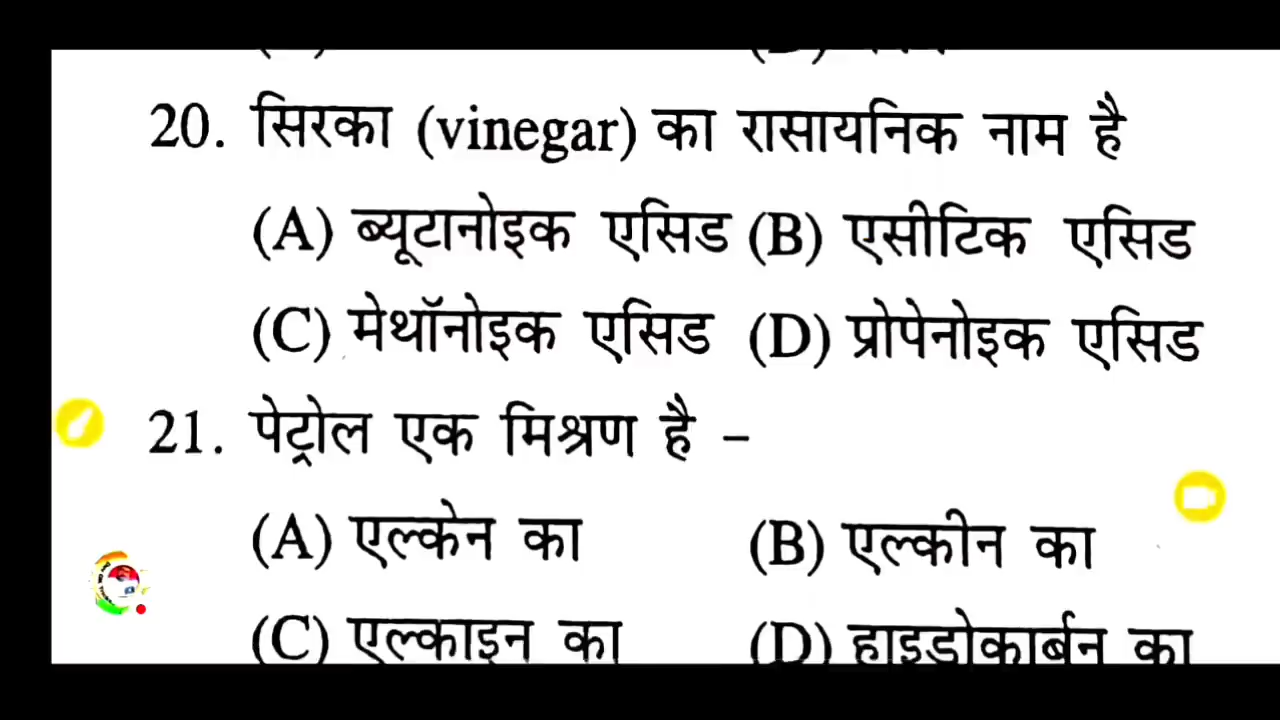 20. सिरका (vinegar) का रासायनिक नाम है
(A) ब्यूटानोइक एसिड (B) एसीटिक एसिड
(C) मेथॉनोइक एसिड (D) प्रोपेनोइक एसिड
21. पेट्रोल एक मिश्रण है –
(A) एल्केन का (B) एल्कीन का
(C) एल्काइन का (D) हाइड्रोकार्बन का